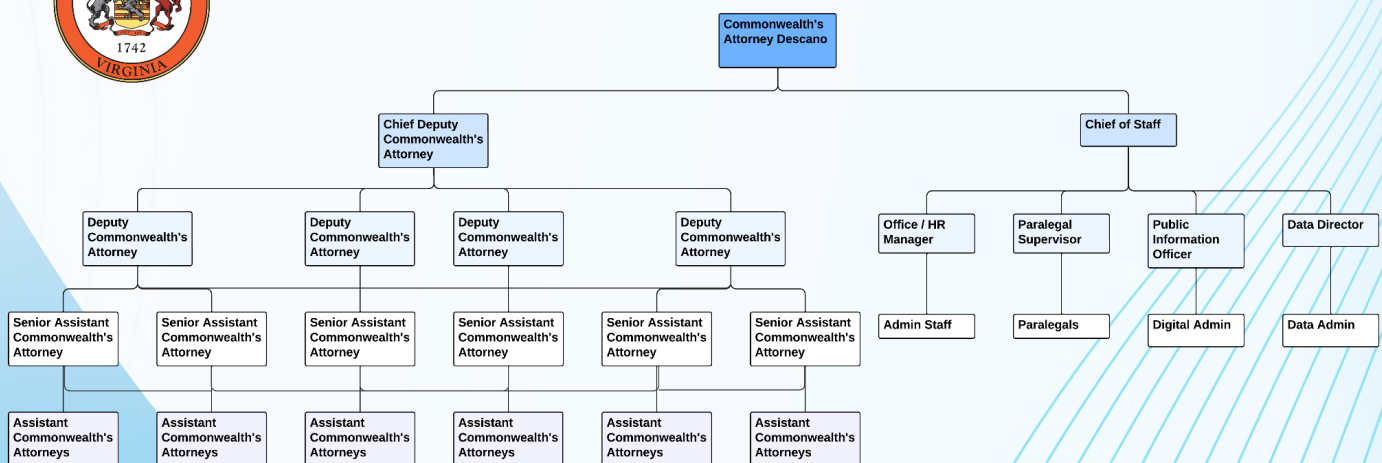 1742
VIRGINIA
Commonwealth's
Attorney Descano
Chief Deputy
Commonwealth's
Attorney
Chief of Staff
Deputy
Commonwealth's
Attorney
Deputy
Commonwealth's
Attorney
Deputy
Commonwealth's
Attorney
Deputy
Commonwealth's
Attorney
Office / HR
Manager
Paralegal
Supervisor
Public
Information
Officer
Data Director
Senior Assistant
Commonwealth's
Attorney
Senior Assistant
Commonwealth's
Attorney
Senior Assistant
Commonwealth's
Attorney
Senior Assistant
Commonwealth's
Attorney
Senior Assistant
Commonwealth's
Attorney
Senior Assistant
Commonwealth's
Attorney
Admin Staff
Paralegals
Digital Admin
Data Admin
Assistant
Commonwealth's
Attorneys
Assistant
Commonwealth's
Attorneys
Assistant
Commonwealth's
Attorneys
Assistant
Commonwealth's
Attorneys
Assistant
Commonwealth's
Attorneys
Assistant
Commonwealth's
Attorneys